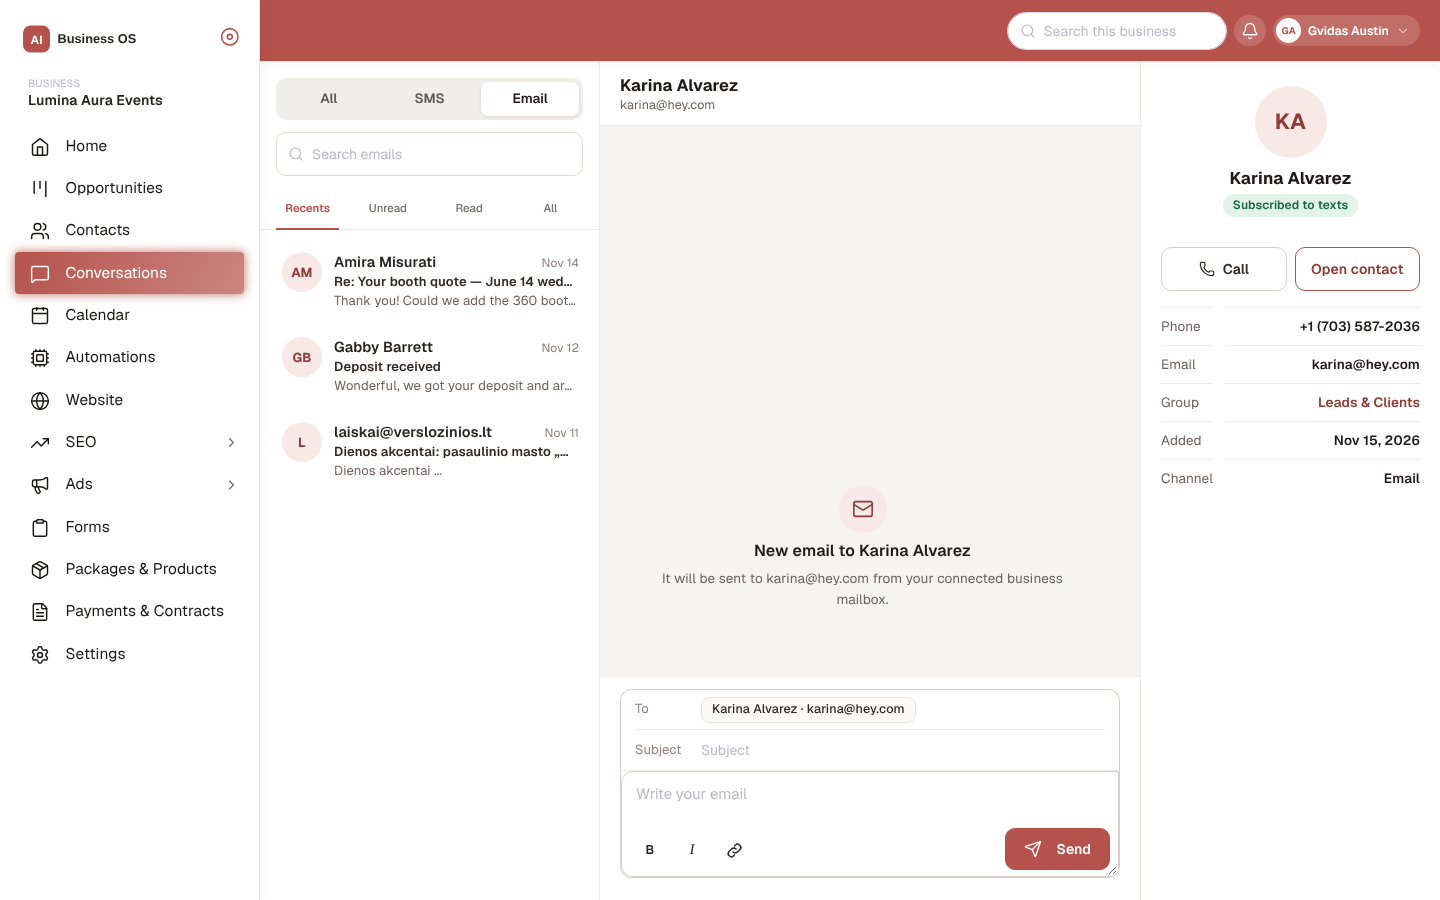 AI Business OS
BUSINESS
Lumina Aura Events
Home
Opportunities
Contacts
Conversations
Calendar
Automations
Website
SEO
Ads
Forms
Packages & Products
Payments & Contracts
Settings
Search this business
GA Gvidas Austin
All SMS Email
Search emails
Recents Unread Read All
AM Amira Misurati Nov 14
Re: Your booth quote — June 14 wed...
Thank you! Could we add the 360 boot...
GB Gabby Barrett Nov 12
Deposit received
Wonderful, we got your deposit and ar...
L laiskai@verslozinios.lt Nov 11
Dienos akcentai: pasaulinio masto „...
Dienos akcentai ...
Karina Alvarez
karina@hey.com
New email to Karina Alvarez
It will be sent to karina@hey.com from your connected business
mailbox.
To Karina Alvarez · karina@hey.com
Subject Subject
Write your email
B I Send
KA
Karina Alvarez
Subscribed to texts
Call Open contact
Phone +1 (703) 587-2036
Email karina@hey.com
Group Leads & Clients
Added Nov 15, 2026
Channel Email